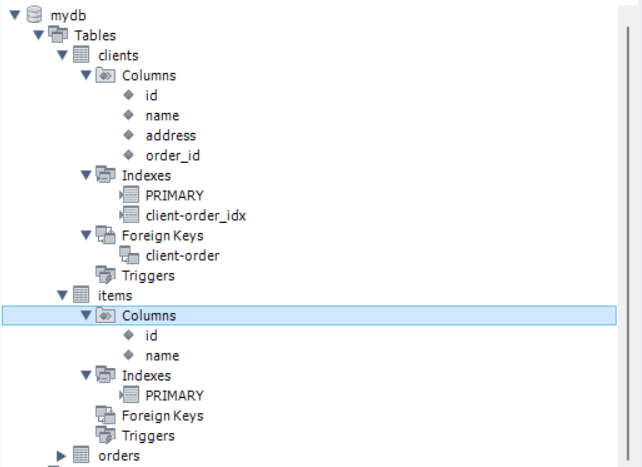 mydb
Tables
clients
Columns
id
name
address
order_id
Indexes
PRIMARY
client-order_idx
Foreign Keys
client-order
Triggers
items
Columns
id
name
Indexes
PRIMARY
Foreign Keys
Triggers
orders